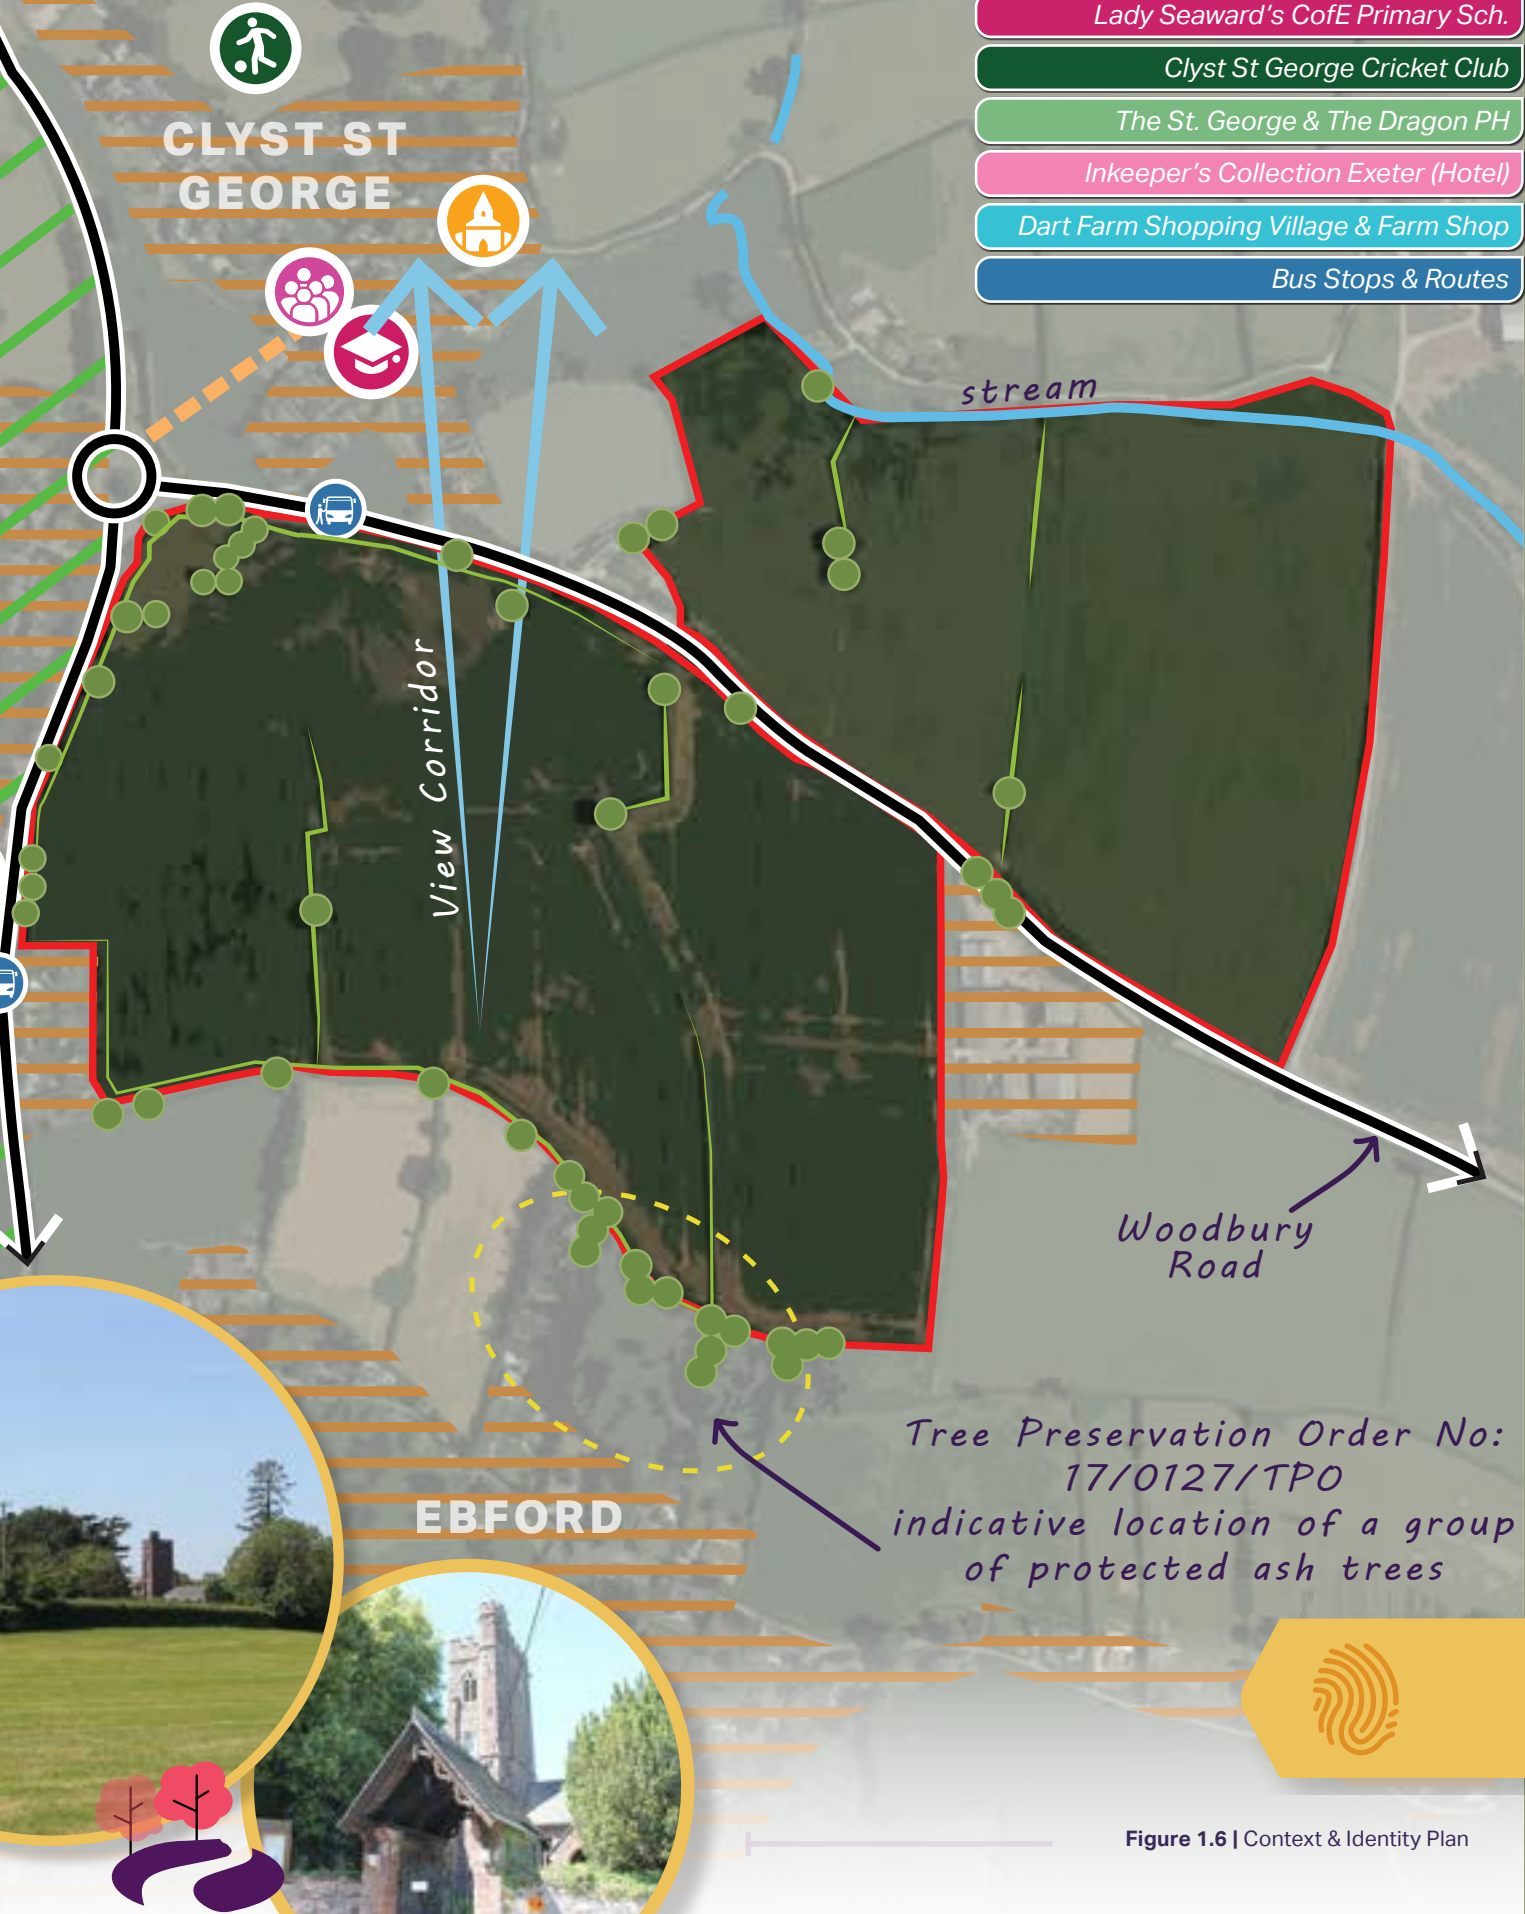 Lady Seaward's CofE Primary Sch.
Clyst St George Cricket Club
The St. George & The Dragon PH
Inkeeper's Collection Exeter (Hotel)
Dart Farm Shopping Village & Farm Shop
Bus Stops & Routes
CLYST ST
GEORGE
stream
View Corridor
Woodbury
Road
Tree Preservation Order No:
17/0127/TPO
indicative location of a group
of protected ash trees
EBFORD
Figure 1.6 | Context & Identity Plan